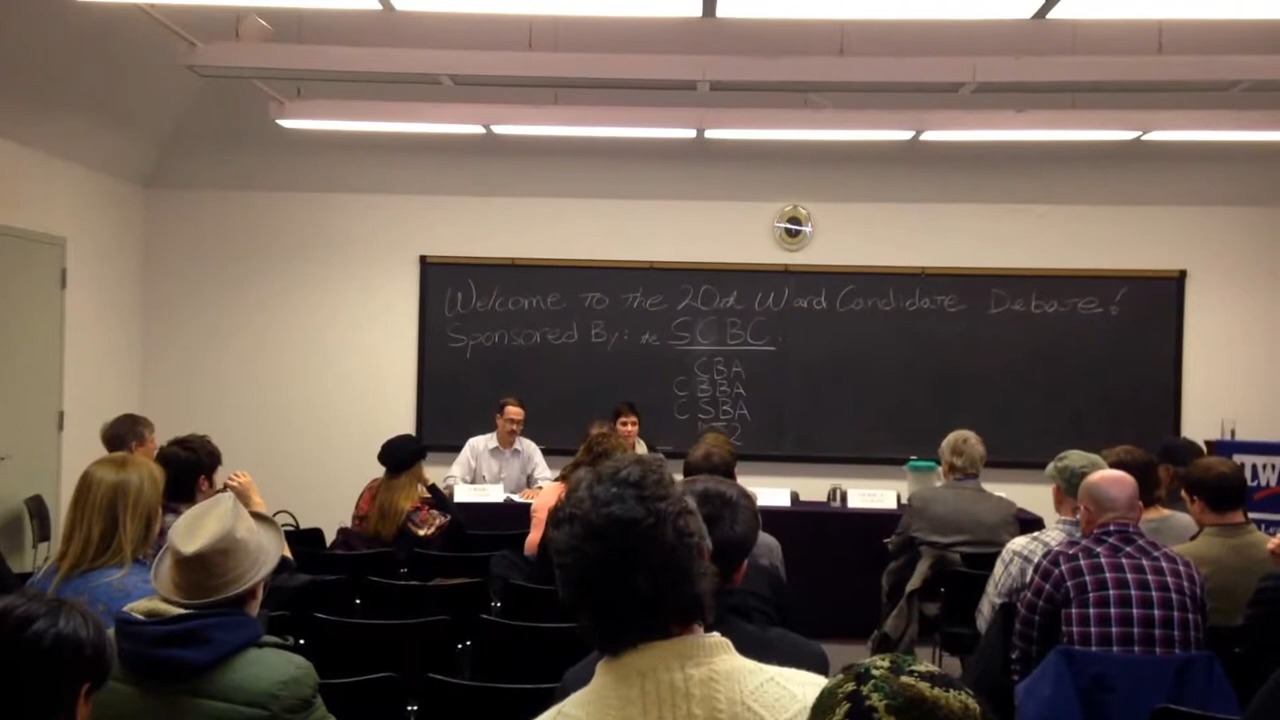 Welcome To The 20th Ward Candidate Debate!
Sponsored By: the SCBC.
CBA
CBBA
CSBA
LW